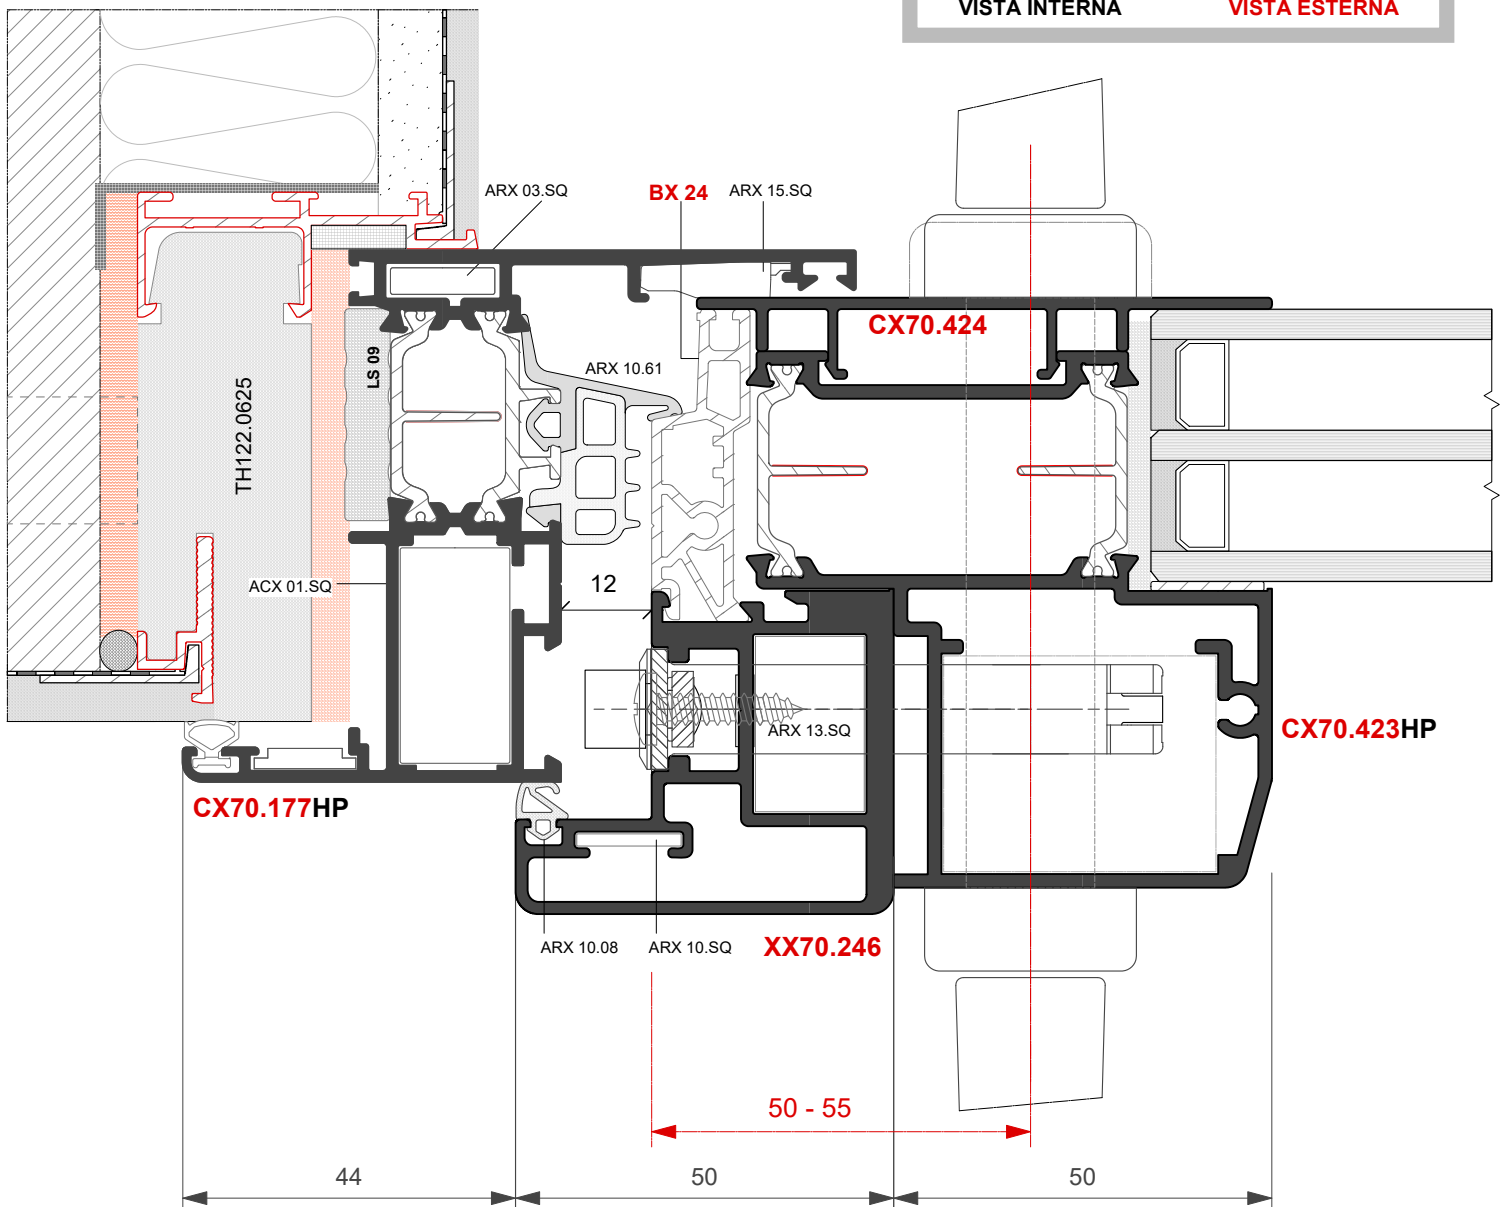 VISTA INTERNA VISTA ESTERNA
ARX 03.SQ
BX 24
ARX 15.SQ
CX70.424
LS 09
ARX 10.61
TH122.0625
ACX 01.SQ
12
ARX 13.SQ
CX70.423HP
CX70.177HP
ARX 10.08
ARX 10.SQ
XX70.246
50 - 55
44
50
50